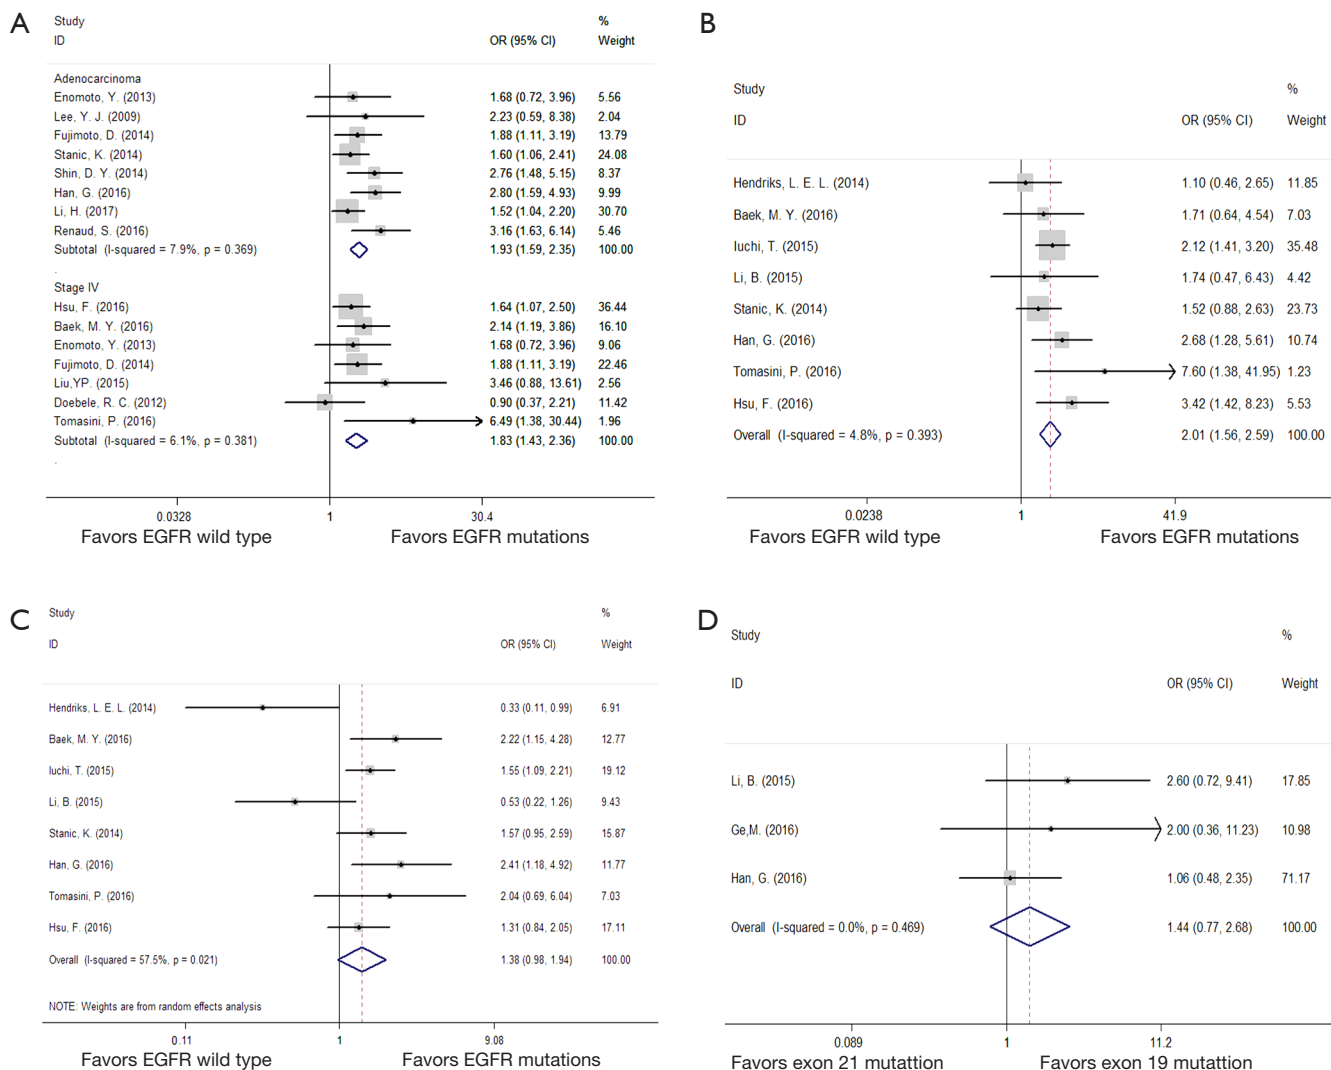 A
Study %
ID OR (95% CI) Weight
Adenocarcinoma
Enomoto, Y. (2013) 1.68 (0.72, 3.96) 5.56
Lee, Y. J. (2009) 2.23 (0.59, 8.38) 2.04
Fujimoto, D. (2014) 1.88 (1.11, 3.19) 13.79
Stanic, K. (2014) 1.60 (1.06, 2.41) 24.08
Shin, D. Y. (2014) 2.76 (1.48, 5.15) 8.37
Han, G. (2016) 2.80 (1.59, 4.93) 9.99
Li, H. (2017) 1.52 (1.04, 2.20) 30.70
Renaud, S. (2016) 3.16 (1.63, 6.14) 5.46
Subtotal (I-squared = 7.9%, p = 0.369) 1.93 (1.59, 2.35) 100.00
.
Stage IV
Hsu, F. (2016) 1.64 (1.07, 2.50) 36.44
Baek, M. Y. (2016) 2.14 (1.19, 3.86) 16.10
Enomoto, Y. (2013) 1.68 (0.72, 3.96) 9.06
Fujimoto, D. (2014) 1.88 (1.11, 3.19) 22.46
Liu,YP. (2015) 3.46 (0.88, 13.61) 2.56
Doebele, R. C. (2012) 0.90 (0.37, 2.21) 11.42
Tomasini, P. (2016) 6.49 (1.38, 30.44) 1.96
Subtotal (I-squared = 6.1%, p = 0.381) 1.83 (1.43, 2.36) 100.00
.
0.0328 1 30.4
Favors EGFR wild type Favors EGFR mutations
B
Study %
ID OR (95% CI) Weight
Hendriks, L. E. L. (2014) 1.10 (0.46, 2.65) 11.85
Baek, M. Y. (2016) 1.71 (0.64, 4.54) 7.03
Iuchi, T. (2015) 2.12 (1.41, 3.20) 35.48
Li, B. (2015) 1.74 (0.47, 6.43) 4.42
Stanic, K. (2014) 1.52 (0.88, 2.63) 23.73
Han, G. (2016) 2.68 (1.28, 5.61) 10.74
Tomasini, P. (2016) 7.60 (1.38, 41.95) 1.23
Hsu, F. (2016) 3.42 (1.42, 8.23) 5.53
Overall (I-squared = 4.8%, p = 0.393) 2.01 (1.56, 2.59) 100.00
0.0238 1 41.9
Favors EGFR wild type Favors EGFR mutations
C
Study %
ID OR (95% CI) Weight
Hendriks, L. E. L. (2014) 0.33 (0.11, 0.99) 6.91
Baek, M. Y. (2016) 2.22 (1.15, 4.28) 12.77
Iuchi, T. (2015) 1.55 (1.09, 2.21) 19.12
Li, B. (2015) 0.53 (0.22, 1.26) 9.43
Stanic, K. (2014) 1.57 (0.95, 2.59) 15.87
Han, G. (2016) 2.41 (1.18, 4.92) 11.77
Tomasini, P. (2016) 2.04 (0.69, 6.04) 7.03
Hsu, F. (2016) 1.31 (0.84, 2.05) 17.11
Overall (I-squared = 57.5%, p = 0.021) 1.38 (0.98, 1.94) 100.00
NOTE: Weights are from random effects analysis
0.11 1 9.08
Favors EGFR wild type Favors EGFR mutations
D
Study %
ID OR (95% CI) Weight
Li, B. (2015) 2.60 (0.72, 9.41) 17.85
Ge,M. (2016) 2.00 (0.36, 11.23) 10.98
Han, G. (2016) 1.06 (0.48, 2.35) 71.17
Overall (I-squared = 0.0%, p = 0.469) 1.44 (0.77, 2.68) 100.00
0.089 1 11.2
Favors exon 21 mutattion Favors exon 19 mutation